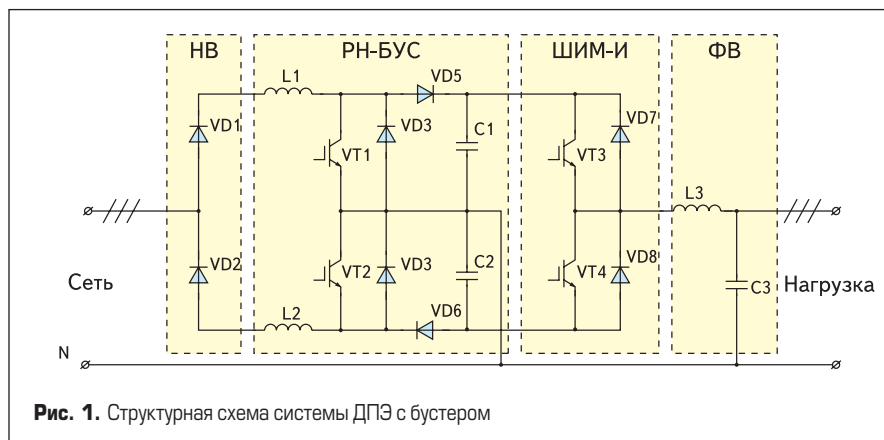 НВ РН-БУС ШИМ-И ФВ
L1 VD5
VD1 VT1 VD3 C1 VT3 VD7
L3
Сеть VD2 VT2 VD3 C2 VT4 VD8 C3 Нагрузка
L2 VD6
N
Рис. 1. Структурная схема системы ДПЭ с бустером